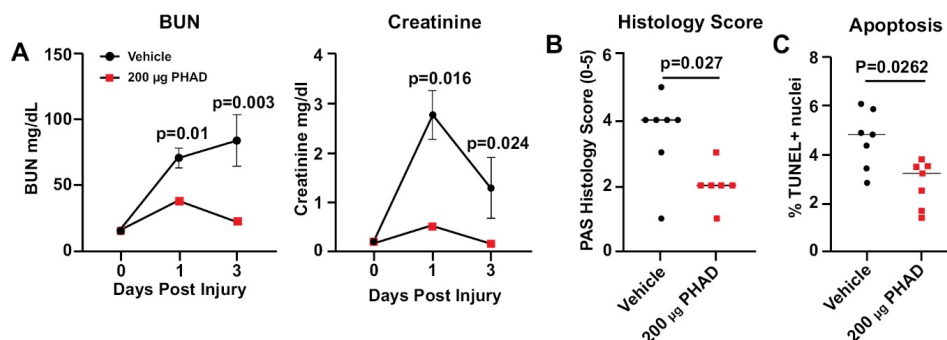 A
BUN
Vehicle
200 µg PHAD
BUN mg/dL
150
100
50
0
p=0.01
p=0.003
0 1 3
Days Post Injury
Creatinine
Creatinine mg/dl
4
3
2
1
0
p=0.016
p=0.024
0 1 3
Days Post Injury
B
Histology Score
p=0.027
PAS Histology Score (0-5)
6
4
2
0
Vehicle
200 µg PHAD
C
Apoptosis
P=0.0262
% TUNEL+ nuclei
8
6
4
2
0
Vehicle
200 µg PHAD